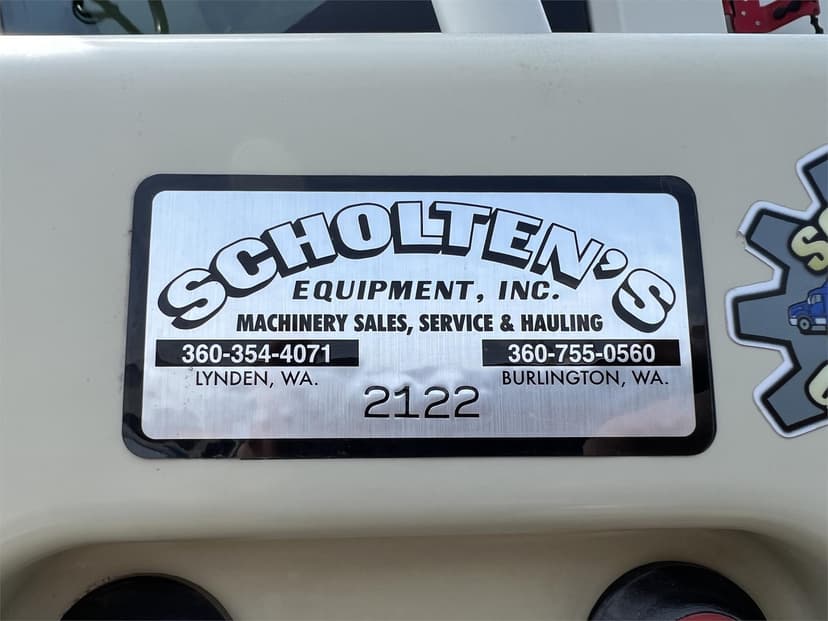 SCHOLTEN'S
EQUIPMENT, INC.
MACHINERY SALES, SERVICE & HAULING
360-354-4071 360-755-0560
LYNDEN, WA. BURLINGTON, WA.
2122